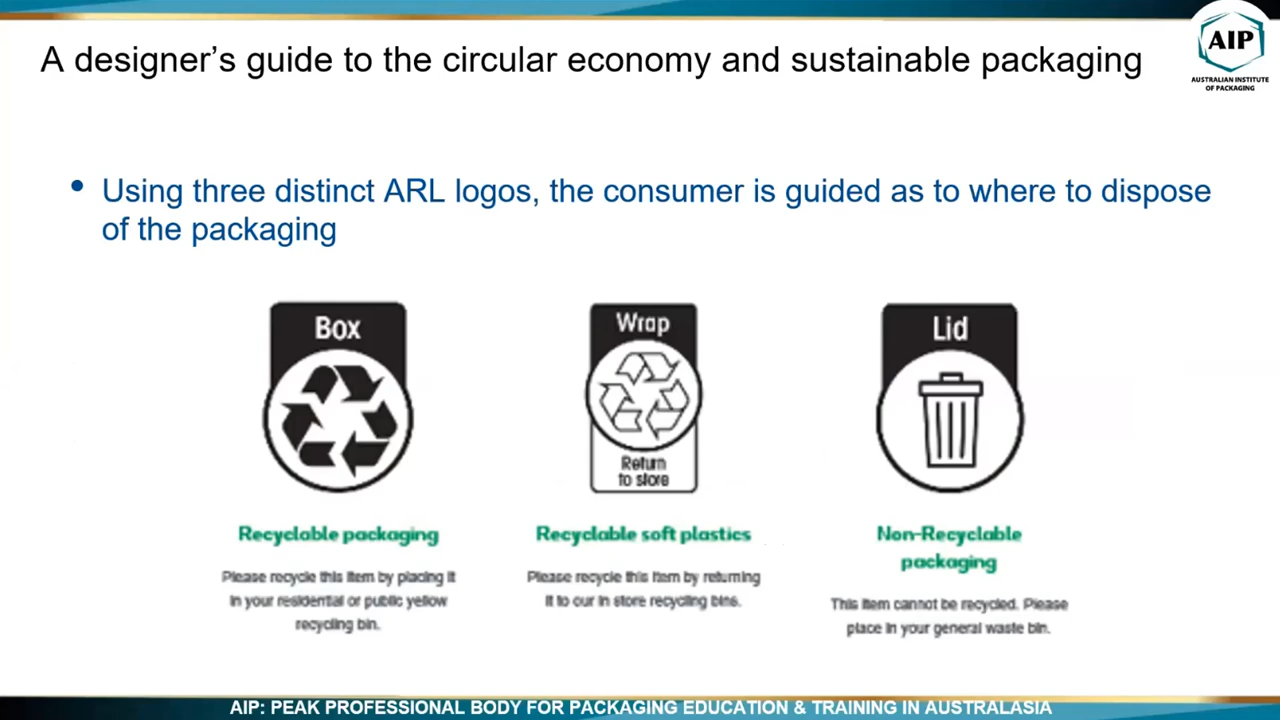 A designer's guide to the circular economy and sustainable packaging
AIP
AUSTRALIAN INSTITUTE
OF PACKAGING
• Using three distinct ARL logos, the consumer is guided as to where to dispose
of the packaging
Box
Recyclable packaging
Please recycle this item by placing it
in your residential or public yellow
recycling bin.
Wrap
Return
to store
Recyclable soft plastics
Please recycle this item by returning
it to our in store recycling bins.
Lid
Non-Recyclable
packaging
This item cannot be recycled. Please
place in your general waste bin.
AIP: PEAK PROFESSIONAL BODY FOR PACKAGING EDUCATION & TRAINING IN AUSTRALASIA